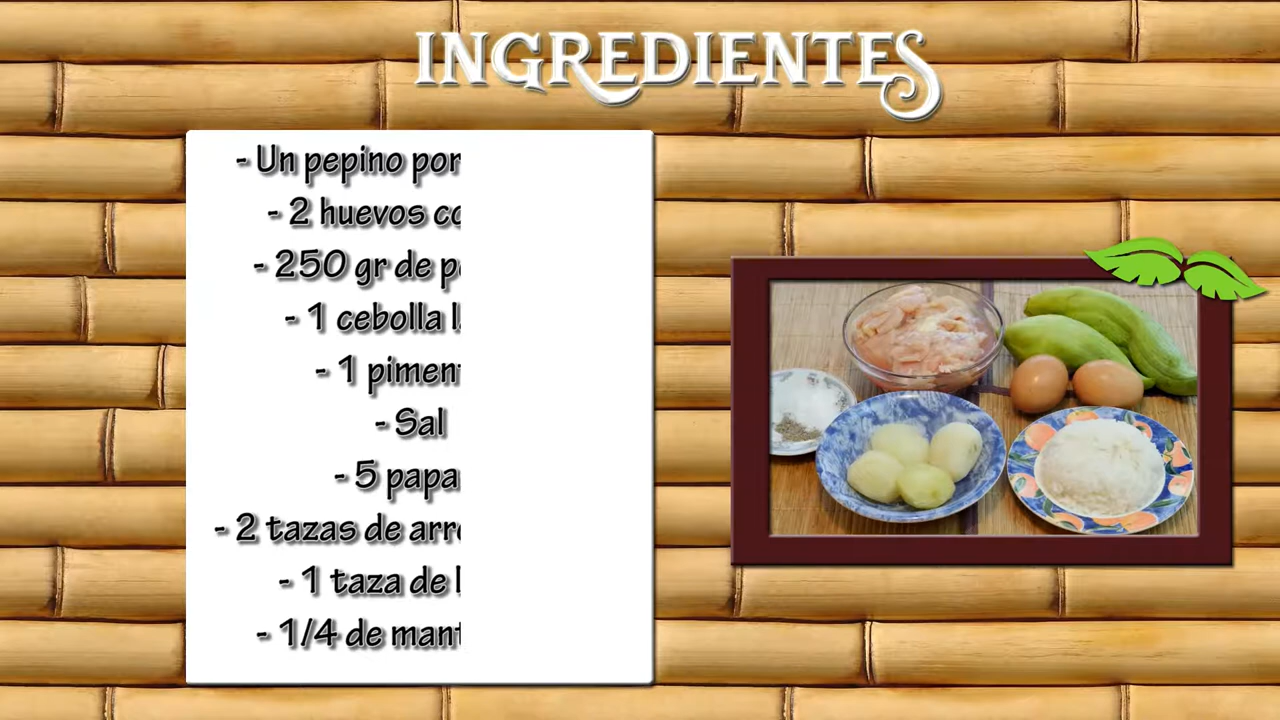 INGREDIENTES
- Un pepino por
- 2 huevos
- 250 gr de
- 1 cebolla
- 1 pimen
- Sal
- 5 papa
- 2 tazas de arr
- 1 taza de
- 1/4 de mant